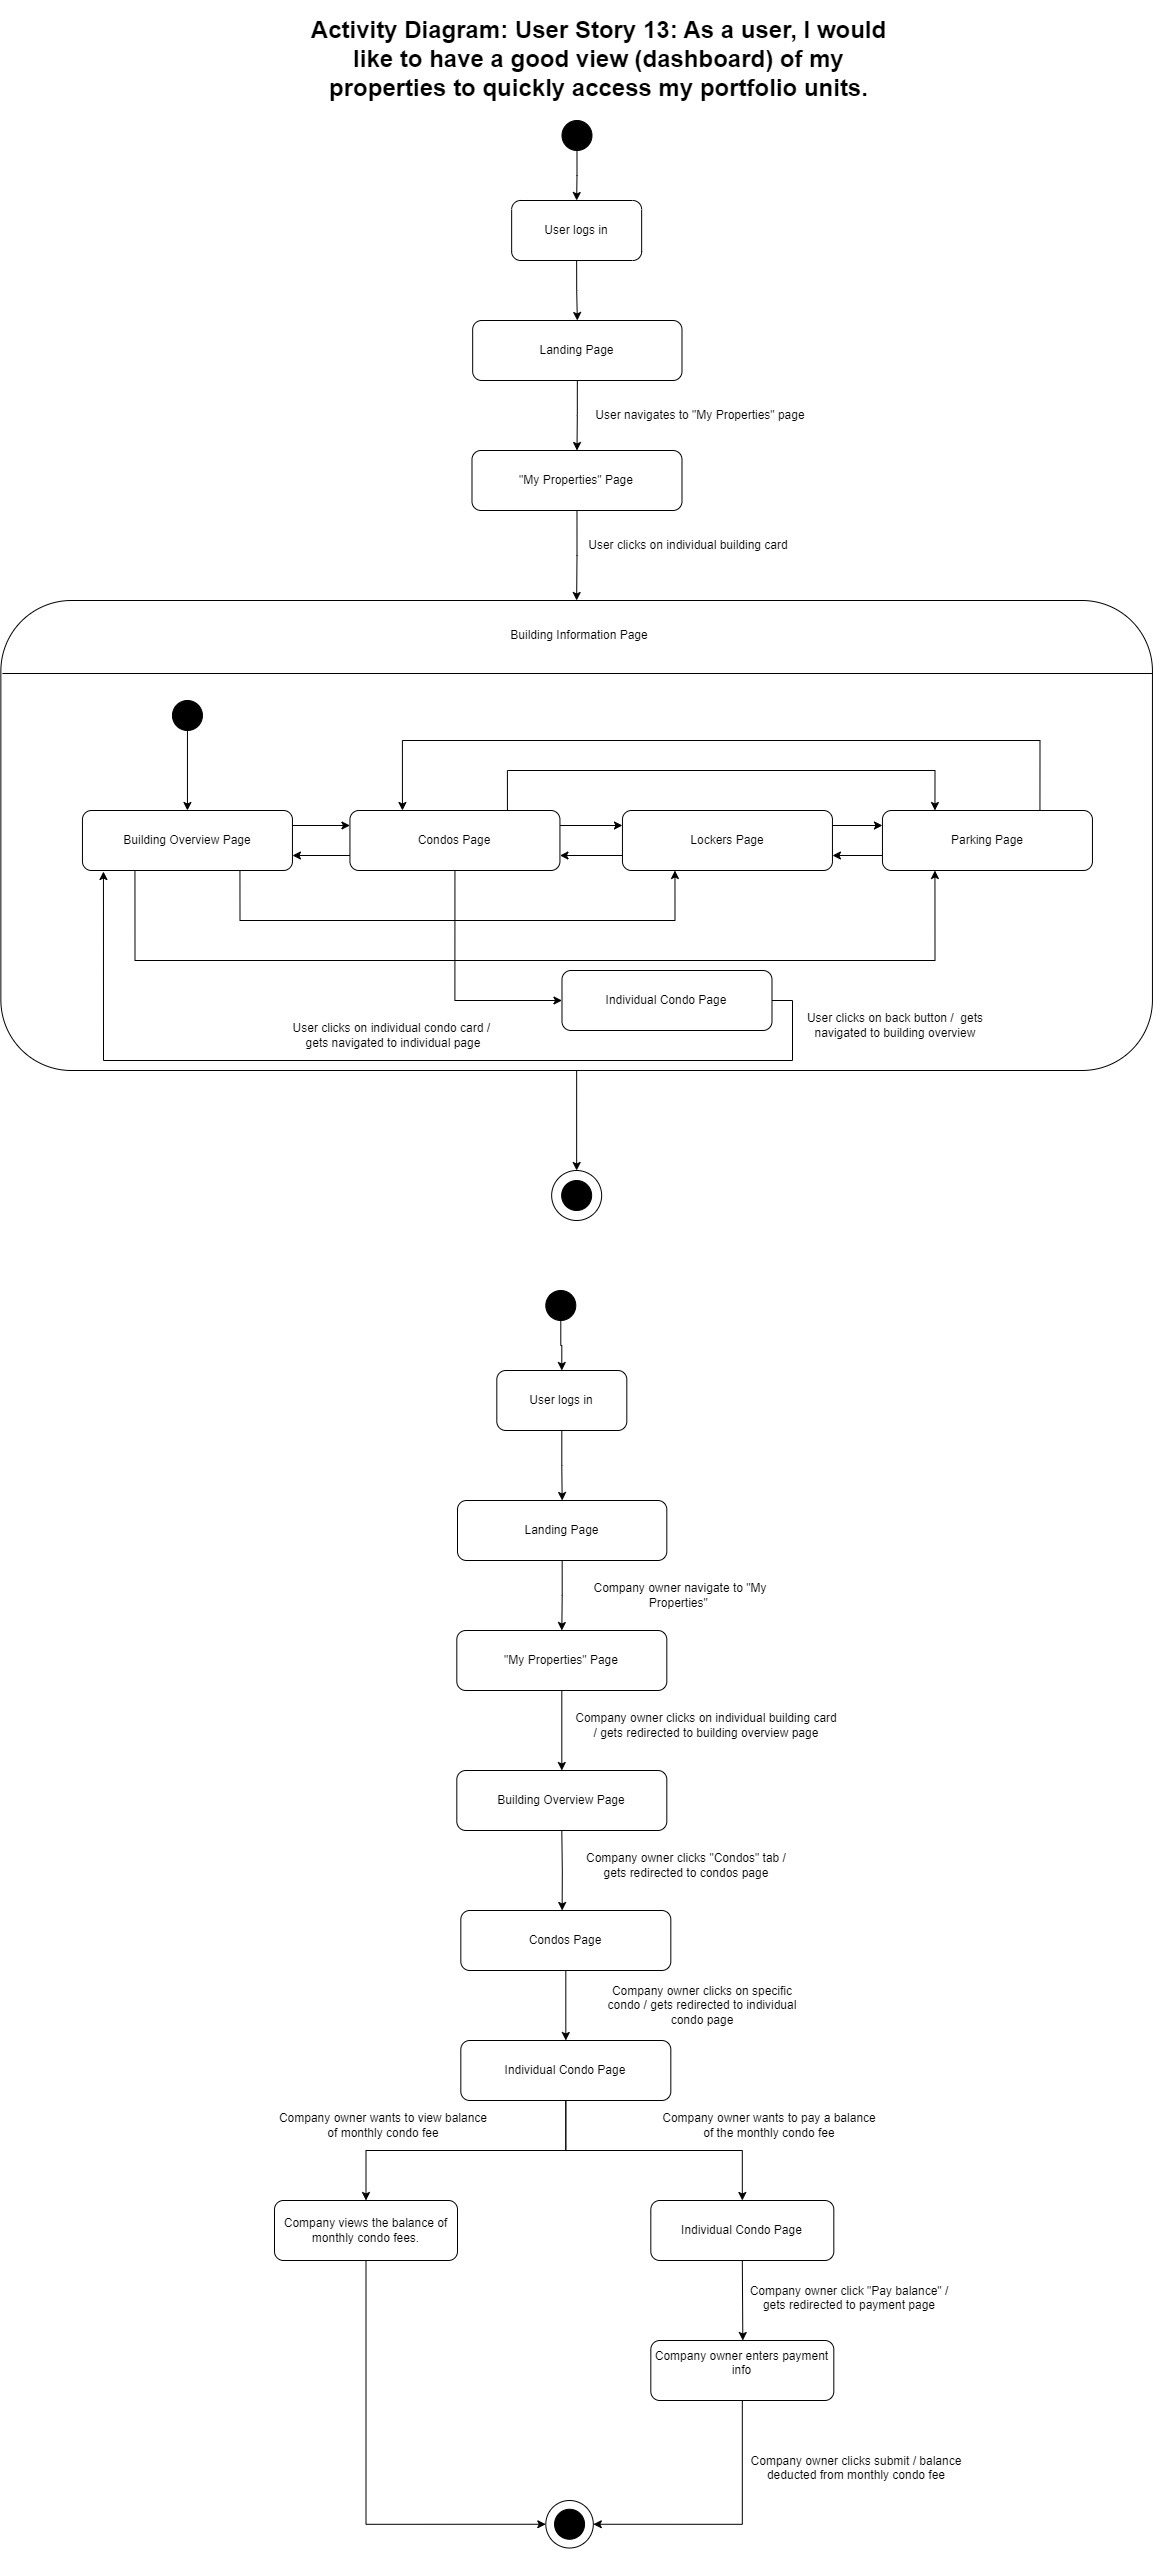 Activity Diagram: User Story 13: As a user, I would
like to have a good view (dashboard) of my
properties to quickly access my portfolio units.
User logs in
Landing Page
User navigates to "My Properties" page
"My Properties" Page
User clicks on individual building card
Building Information Page
Building Overview Page
Condos Page
Lockers Page
Parking Page
Individual Condo Page
User clicks on individual condo card /
gets navigated to individual page
User clicks on back button /  gets
navigated to building overview
User logs in
Landing Page
Company owner navigate to "My
Properties"
"My Properties" Page
Company owner clicks on individual building card
/ gets redirected to building overview page
Building Overview Page
Company owner clicks "Condos" tab /
gets redirected to condos page
Condos Page
Company owner clicks on specific
condo / gets redirected to individual
condo page
Individual Condo Page
Company owner wants to view balance
of monthly condo fee
Company owner wants to pay a balance
of the monthly condo fee
Company views the balance of
monthly condo fees.
Individual Condo Page
Company owner click "Pay balance" /
gets redirected to payment page
Company owner enters payment
info
Company owner clicks submit / balance
deducted from monthly condo fee